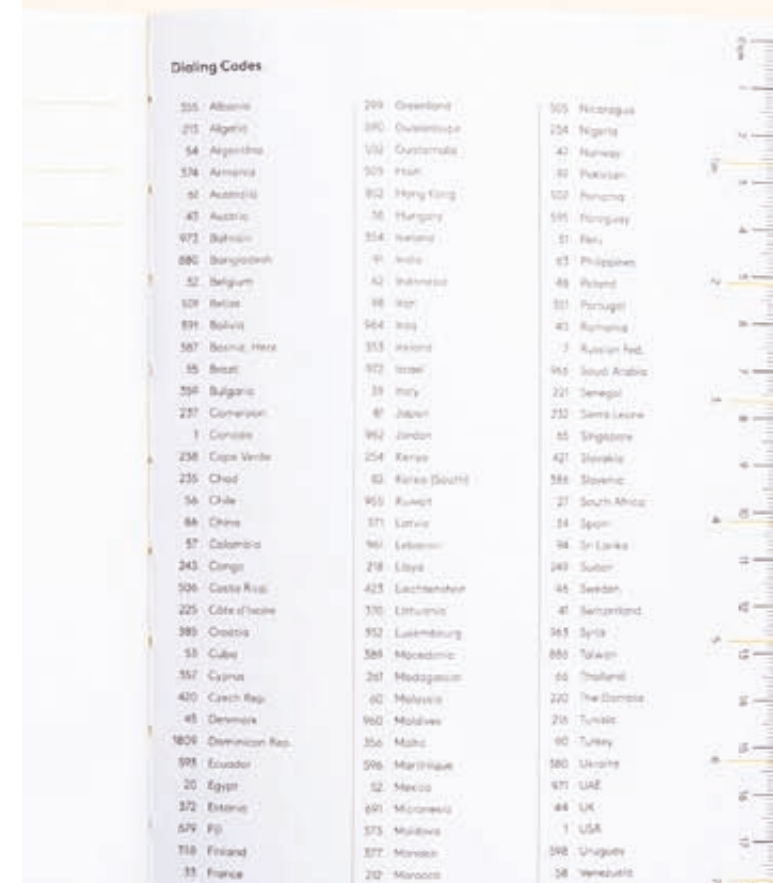 Dialing Codes
355 Albania
213 Algeria
54 Argentina
374 Armenia
61 Australia
43 Austria
973 Bahrain
880 Bangladesh
32 Belgium
501 Belize
591 Bolivia
387 Bosnia, Herz
55 Brazil
359 Bulgaria
237 Cameroon
1 Canada
238 Cape Verde
235 Chad
56 Chile
86 China
57 Colombia
243 Congo
506 Costa Rica
225 Côte d'Ivoire
385 Croatia
53 Cuba
357 Cyprus
420 Czech Rep.
45 Denmark
1809 Dominican Rep.
593 Ecuador
20 Egypt
372 Estonia
679 Fiji
358 Finland
33 France
299 Greenland
590 Guadeloupe
502 Guatemala
509 Haiti
852 Hong Kong
36 Hungary
354 Iceland
91 India
62 Indonesia
98 Iran
964 Iraq
353 Ireland
972 Israel
39 Italy
81 Japan
962 Jordan
254 Kenya
82 Korea (South)
965 Kuwait
371 Latvia
961 Lebanon
218 Libya
423 Liechtenstein
370 Lithuania
352 Luxembourg
389 Macedonia
261 Madagascar
60 Malaysia
960 Maldives
356 Malta
596 Martinique
52 Mexico
691 Micronesia
373 Moldova
377 Monaco
212 Morocco
505 Nicaragua
234 Nigeria
47 Norway
92 Pakistan
507 Panama
595 Paraguay
51 Peru
63 Philippines
48 Poland
351 Portugal
40 Romania
7 Russian Fed.
966 Saudi Arabia
221 Senegal
232 Sierra Leone
65 Singapore
421 Slovakia
386 Slovenia
27 South Africa
34 Spain
94 Sri Lanka
249 Sudan
46 Sweden
41 Switzerland
963 Syria
886 Taiwan
66 Thailand
220 The Gambia
216 Tunisia
90 Turkey
380 Ukraine
971 UAE
44 UK
1 USA
598 Uruguay
58 Venezuela